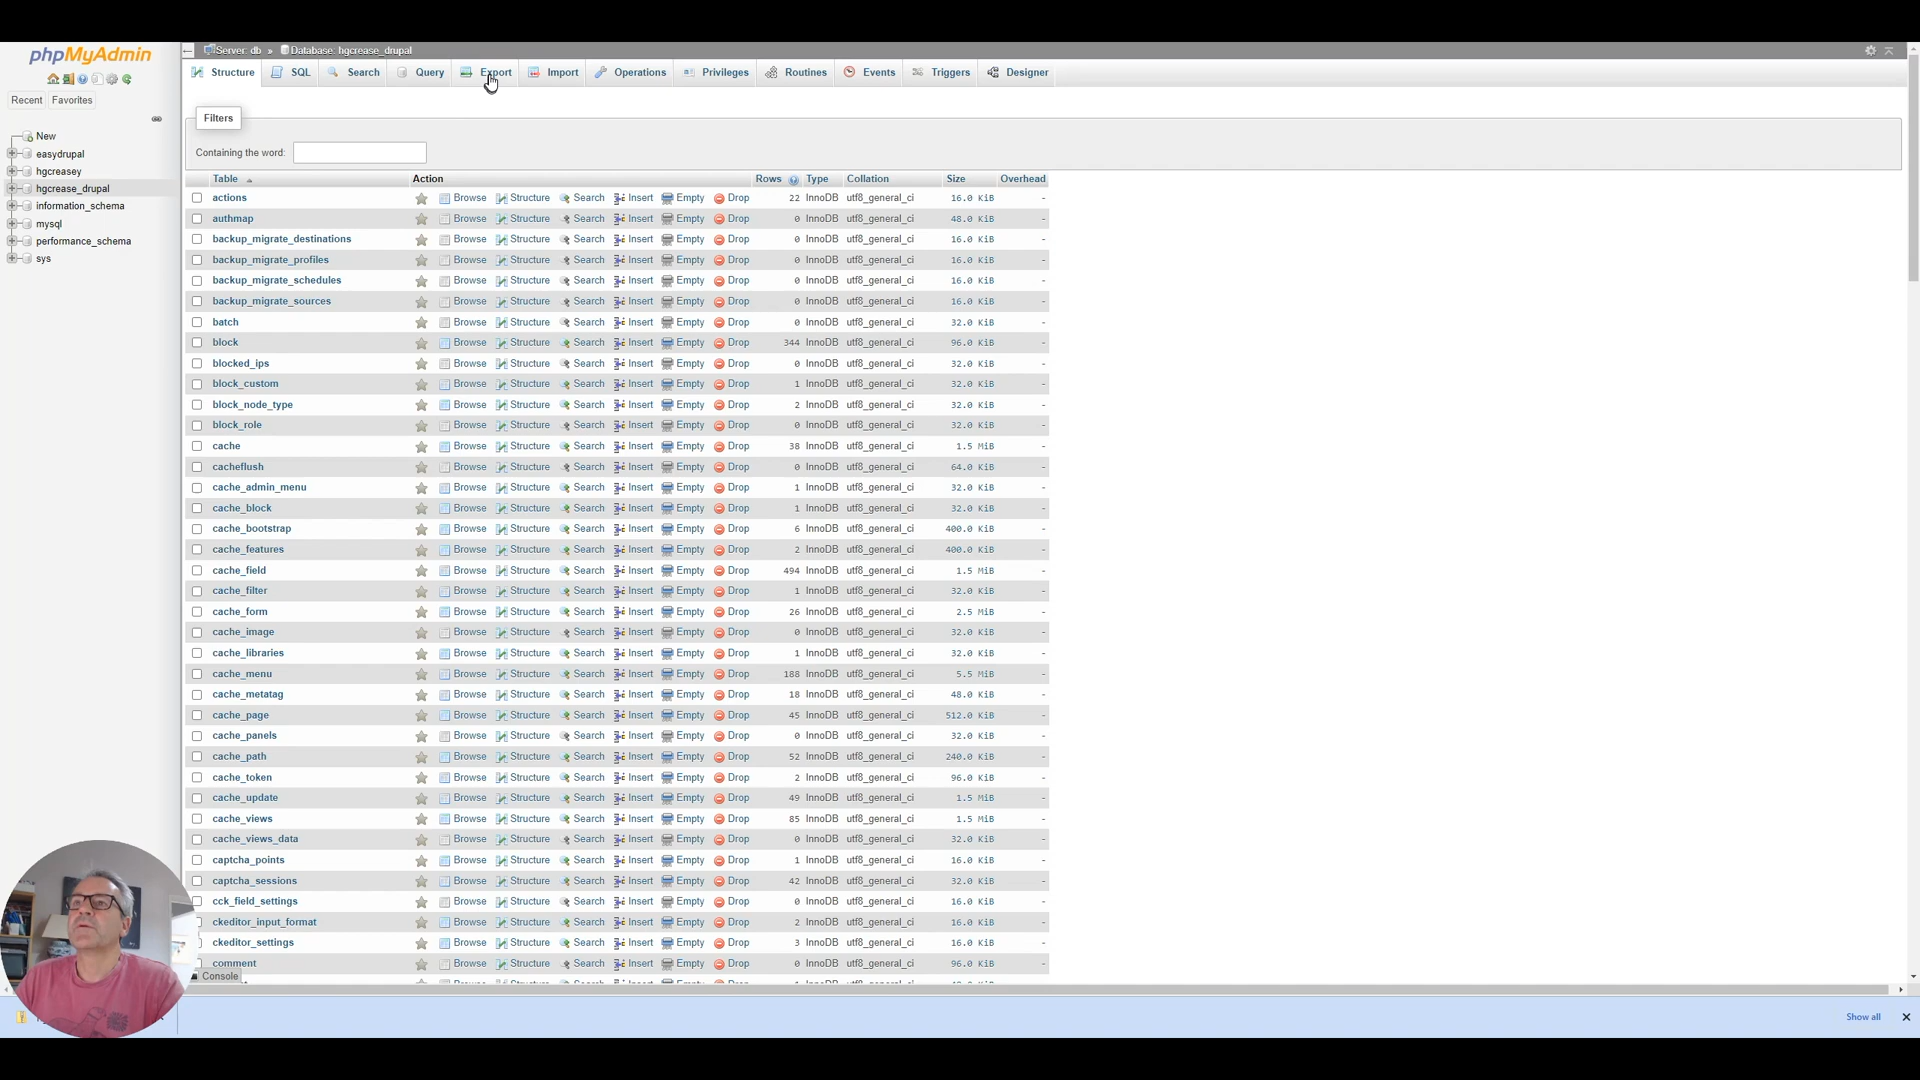 phpMyAdmin
Recent Favorites
New
easydrupal
hgcreasey
hgcrease_drupal
information_schema
mysql
performance_schema
sys
Server: db » Database: hgcrease_drupal
Structure SQL Search Query Export Import Operations Privileges Routines Events Triggers Designer
Filters
Containing the word:
Table Action Rows Type Collation Size Overhead
actions Browse Structure Search Insert Empty Drop 22 InnoDB utf8_general_ci 16.0 KiB -
authmap Browse Structure Search Insert Empty Drop 0 InnoDB utf8_general_ci 48.0 KiB -
backup_migrate_destinations Browse Structure Search Insert Empty Drop 0 InnoDB utf8_general_ci 16.0 KiB -
backup_migrate_profiles Browse Structure Search Insert Empty Drop 0 InnoDB utf8_general_ci 16.0 KiB -
backup_migrate_schedules Browse Structure Search Insert Empty Drop 0 InnoDB utf8_general_ci 16.0 KiB -
backup_migrate_sources Browse Structure Search Insert Empty Drop 0 InnoDB utf8_general_ci 16.0 KiB -
batch Browse Structure Search Insert Empty Drop 0 InnoDB utf8_general_ci 32.0 KiB -
block Browse Structure Search Insert Empty Drop 344 InnoDB utf8_general_ci 96.0 KiB -
blocked_ips Browse Structure Search Insert Empty Drop 0 InnoDB utf8_general_ci 32.0 KiB -
block_custom Browse Structure Search Insert Empty Drop 1 InnoDB utf8_general_ci 32.0 KiB -
block_node_type Browse Structure Search Insert Empty Drop 2 InnoDB utf8_general_ci 32.0 KiB -
block_role Browse Structure Search Insert Empty Drop 0 InnoDB utf8_general_ci 32.0 KiB -
cache Browse Structure Search Insert Empty Drop 38 InnoDB utf8_general_ci 1.5 MiB -
cacheflush Browse Structure Search Insert Empty Drop 0 InnoDB utf8_general_ci 64.0 KiB -
cache_admin_menu Browse Structure Search Insert Empty Drop 1 InnoDB utf8_general_ci 32.0 KiB -
cache_block Browse Structure Search Insert Empty Drop 1 InnoDB utf8_general_ci 32.0 KiB -
cache_bootstrap Browse Structure Search Insert Empty Drop 6 InnoDB utf8_general_ci 400.0 KiB -
cache_features Browse Structure Search Insert Empty Drop 2 InnoDB utf8_general_ci 400.0 KiB -
cache_field Browse Structure Search Insert Empty Drop 494 InnoDB utf8_general_ci 1.5 MiB -
cache_filter Browse Structure Search Insert Empty Drop 1 InnoDB utf8_general_ci 32.0 KiB -
cache_form Browse Structure Search Insert Empty Drop 26 InnoDB utf8_general_ci 2.5 MiB -
cache_image Browse Structure Search Insert Empty Drop 0 InnoDB utf8_general_ci 32.0 KiB -
cache_libraries Browse Structure Search Insert Empty Drop 1 InnoDB utf8_general_ci 32.0 KiB -
cache_menu Browse Structure Search Insert Empty Drop 188 InnoDB utf8_general_ci 5.5 MiB -
cache_metatag Browse Structure Search Insert Empty Drop 18 InnoDB utf8_general_ci 48.0 KiB -
cache_page Browse Structure Search Insert Empty Drop 45 InnoDB utf8_general_ci 512.0 KiB -
cache_panels Browse Structure Search Insert Empty Drop 0 InnoDB utf8_general_ci 32.0 KiB -
cache_path Browse Structure Search Insert Empty Drop 52 InnoDB utf8_general_ci 240.0 KiB -
cache_token Browse Structure Search Insert Empty Drop 2 InnoDB utf8_general_ci 96.0 KiB -
cache_update Browse Structure Search Insert Empty Drop 49 InnoDB utf8_general_ci 1.5 MiB -
cache_views Browse Structure Search Insert Empty Drop 85 InnoDB utf8_general_ci 1.5 MiB -
cache_views_data Browse Structure Search Insert Empty Drop 0 InnoDB utf8_general_ci 32.0 KiB -
captcha_points Browse Structure Search Insert Empty Drop 1 InnoDB utf8_general_ci 16.0 KiB -
captcha_sessions Browse Structure Search Insert Empty Drop 42 InnoDB utf8_general_ci 32.0 KiB -
cck_field_settings Browse Structure Search Insert Empty Drop 0 InnoDB utf8_general_ci 16.0 KiB -
ckeditor_input_format Browse Structure Search Insert Empty Drop 2 InnoDB utf8_general_ci 16.0 KiB -
ckeditor_settings Browse Structure Search Insert Empty Drop 3 InnoDB utf8_general_ci 16.0 KiB -
comment Browse Structure Search Insert Empty Drop 0 InnoDB utf8_general_ci 96.0 KiB -
Console
Show all